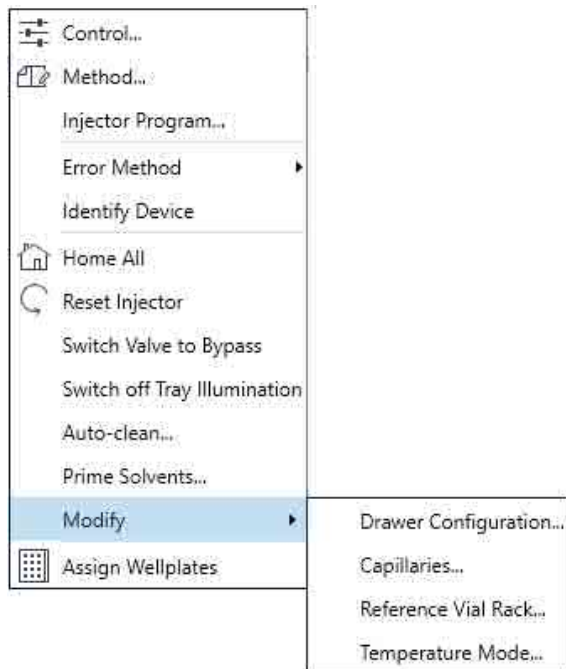 Control...
Method...
Injector Program...
Error Method
Identify Device
Home All
Reset Injector
Switch Valve to Bypass
Switch off Tray Illumination
Auto-clean...
Prime Solvents...
Modify
Assign Wellplates
Drawer Configuration...
Capillaries...
Reference Vial Rack...
Temperature Mode...